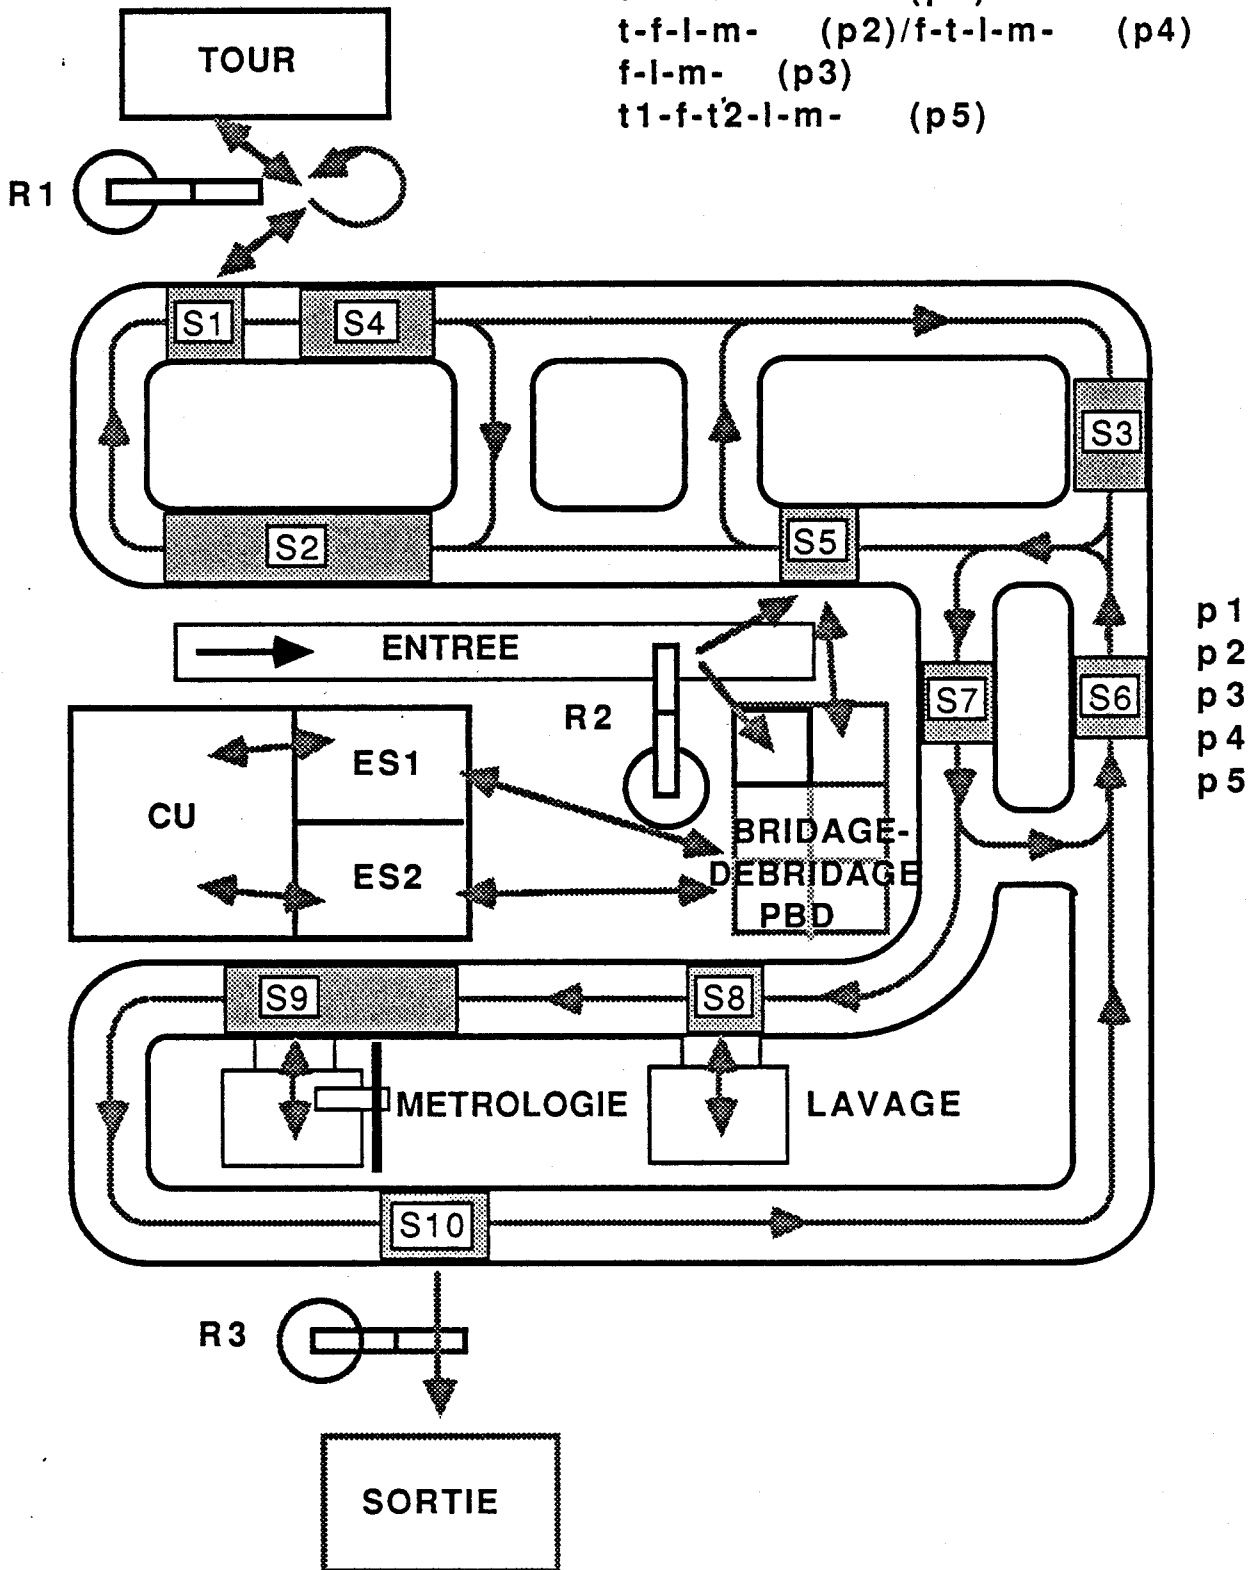 t-f-l-m- (p2)/f-t-l-m- (p4)
f-l-m- (p3)
t1-f-t'2-l-m- (p5)
TOUR
R1
S1
S4
S3
S2
S5
p1
p2
p3
p4
p5
ENTREE
S7
S6
R2
ES1
CU
BRIDAGE-
DEBRIDAGE
PBD
ES2
S9
S8
METROLOGIE
LAVAGE
S10
R3
SORTIE